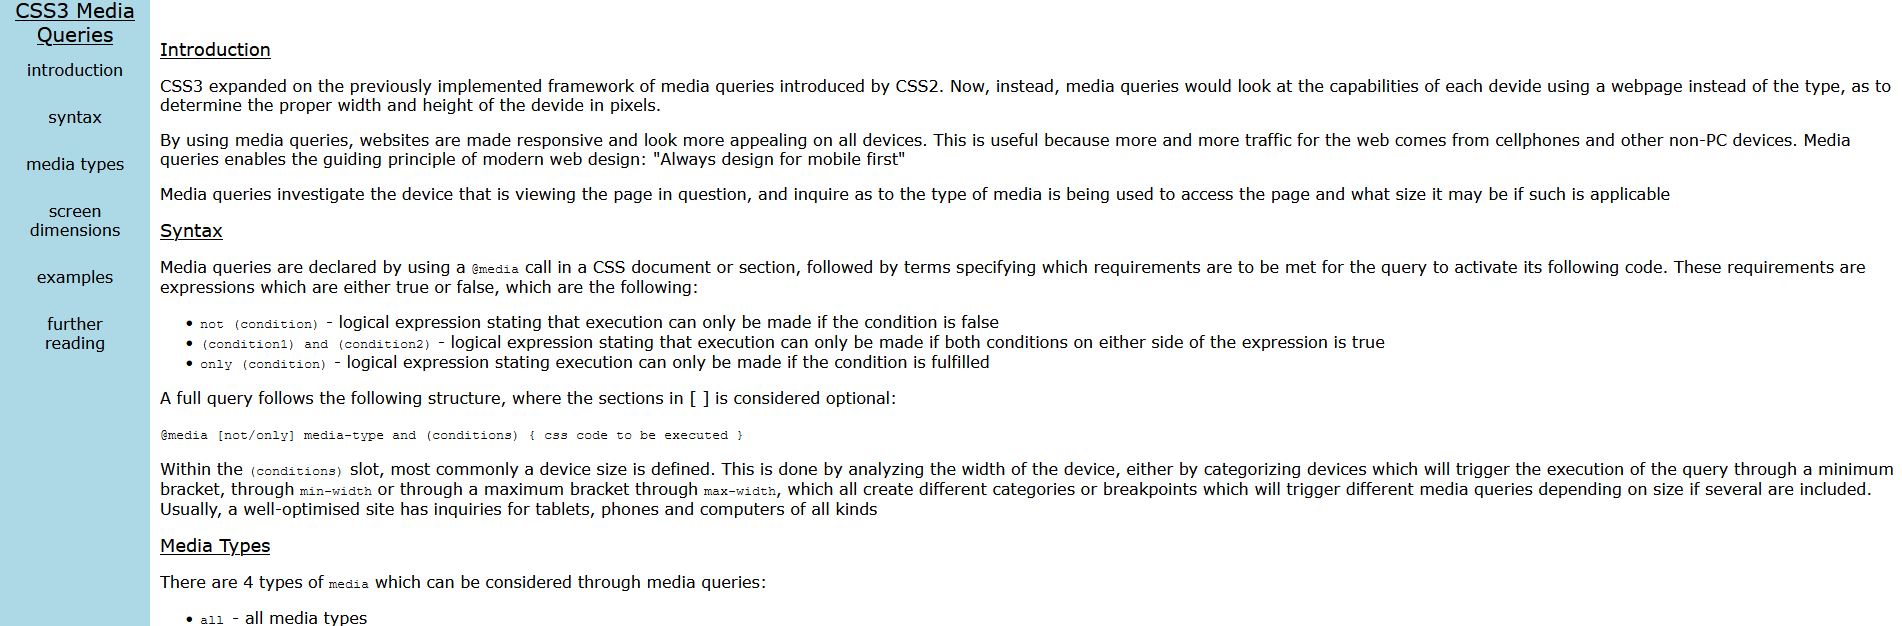 CSS3 Media
Queries
introduction
syntax
media types
screen
dimensions
examples
further
reading
Introduction
CSS3 expanded on the previously implemented framework of media queries introduced by CSS2. Now, instead, media queries would look at the capabilities of each devide using a webpage instead of the type, as to
determine the proper width and height of the devide in pixels.
By using media queries, websites are made responsive and look more appealing on all devices. This is useful because more and more traffic for the web comes from cellphones and other non-PC devices. Media
queries enables the guiding principle of modern web design: "Always design for mobile first"
Media queries investigate the device that is viewing the page in question, and inquire as to the type of media is being used to access the page and what size it may be if such is applicable
Syntax
Media queries are declared by using a @media call in a CSS document or section, followed by terms specifying which requirements are to be met for the query to activate its following code. These requirements are
expressions which are either true or false, which are the following:
• not (condition) - logical expression stating that execution can only be made if the condition is false
• (condition1) and (condition2) - logical expression stating that execution can only be made if both conditions on either side of the expression is true
• only (condition) - logical expression stating execution can only be made if the condition is fulfilled
A full query follows the following structure, where the sections in [ ] is considered optional:
@media [not/only] media-type and (conditions) { css code to be executed }
Within the (conditions) slot, most commonly a device size is defined. This is done by analyzing the width of the device, either by categorizing devices which will trigger the execution of the query through a minimum
bracket, through min-width or through a maximum bracket through max-width, which all create different categories or breakpoints which will trigger different media queries depending on size if several are included.
Usually, a well-optimised site has inquiries for tablets, phones and computers of all kinds
Media Types
There are 4 types of media which can be considered through media queries:
• all - all media types